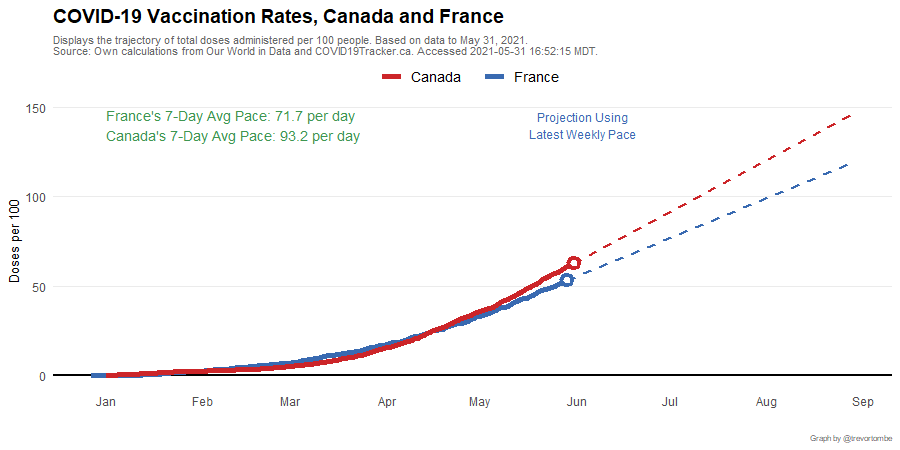 COVID-19 Vaccination Rates, Canada and France
Displays the trajectory of total doses administered per 100 people. Based on data to May 31, 2021.
Source: Own calculations from Our World in Data and COVID19Tracker.ca. Accessed 2021-05-31 16:52:15 MDT.
Canada France
France's 7-Day Avg Pace: 71.7 per day
Canada's 7-Day Avg Pace: 93.2 per day
Projection Using
Latest Weekly Pace
Doses per 100
150
100
50
0
Jan Feb Mar Apr May Jun Jul Aug Sep
Graph by @trevortombe